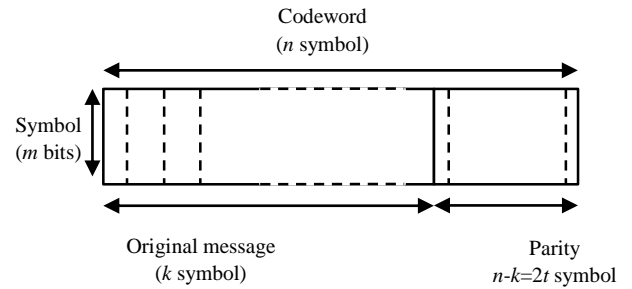 Codeword
(n symbol)
Symbol
(m bits)
Original message
(k symbol)
Parity
n-k=2t symbol